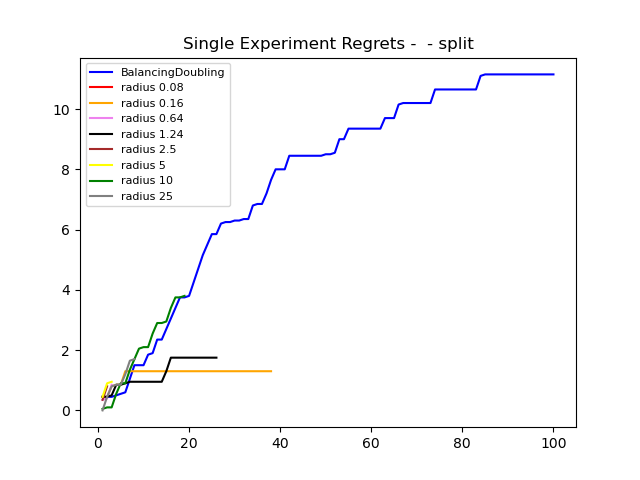 Single Experiment Regrets -  - split
BalancingDoubling
radius 0.08
radius 0.16
radius 0.64
radius 1.24
radius 2.5
radius 5
radius 10
radius 25
10
8
6
4
2
0
0 20 40 60 80 100